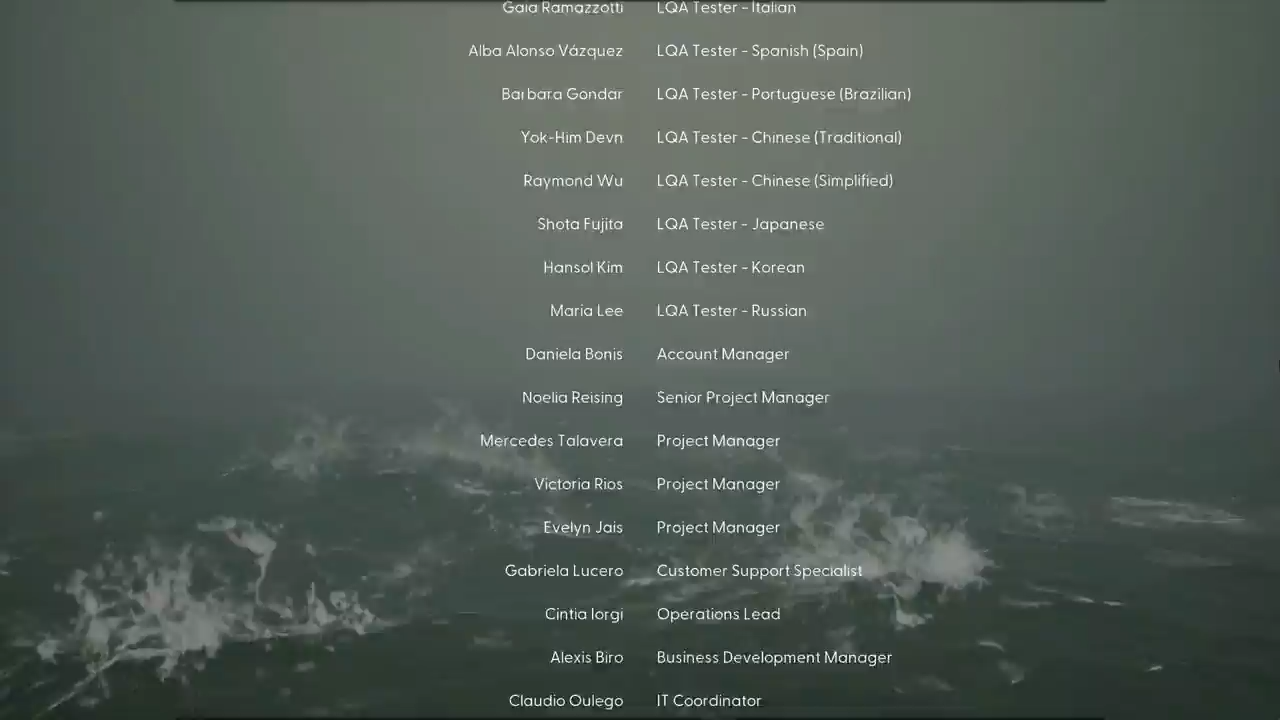 Gaia Ramazzotti LQA Tester - Italian
Alba Alonso Vázquez LQA Tester - Spanish (Spain)
Barbara Gondar LQA Tester - Portuguese (Brazilian)
Yok-Him Devn LQA Tester - Chinese (Traditional)
Raymond Wu LQA Tester - Chinese (Simplified)
Shota Fujita LQA Tester - Japanese
Hansol Kim LQA Tester - Korean
Maria Lee LQA Tester - Russian
Daniela Bonis Account Manager
Noelia Reising Senior Project Manager
Mercedes Talavera Project Manager
Victoria Rios Project Manager
Evelyn Jais Project Manager
Gabriela Lucero Customer Support Specialist
Cintia Iorgi Operations Lead
Alexis Biro Business Development Manager
Claudio Oulego IT Coordinator